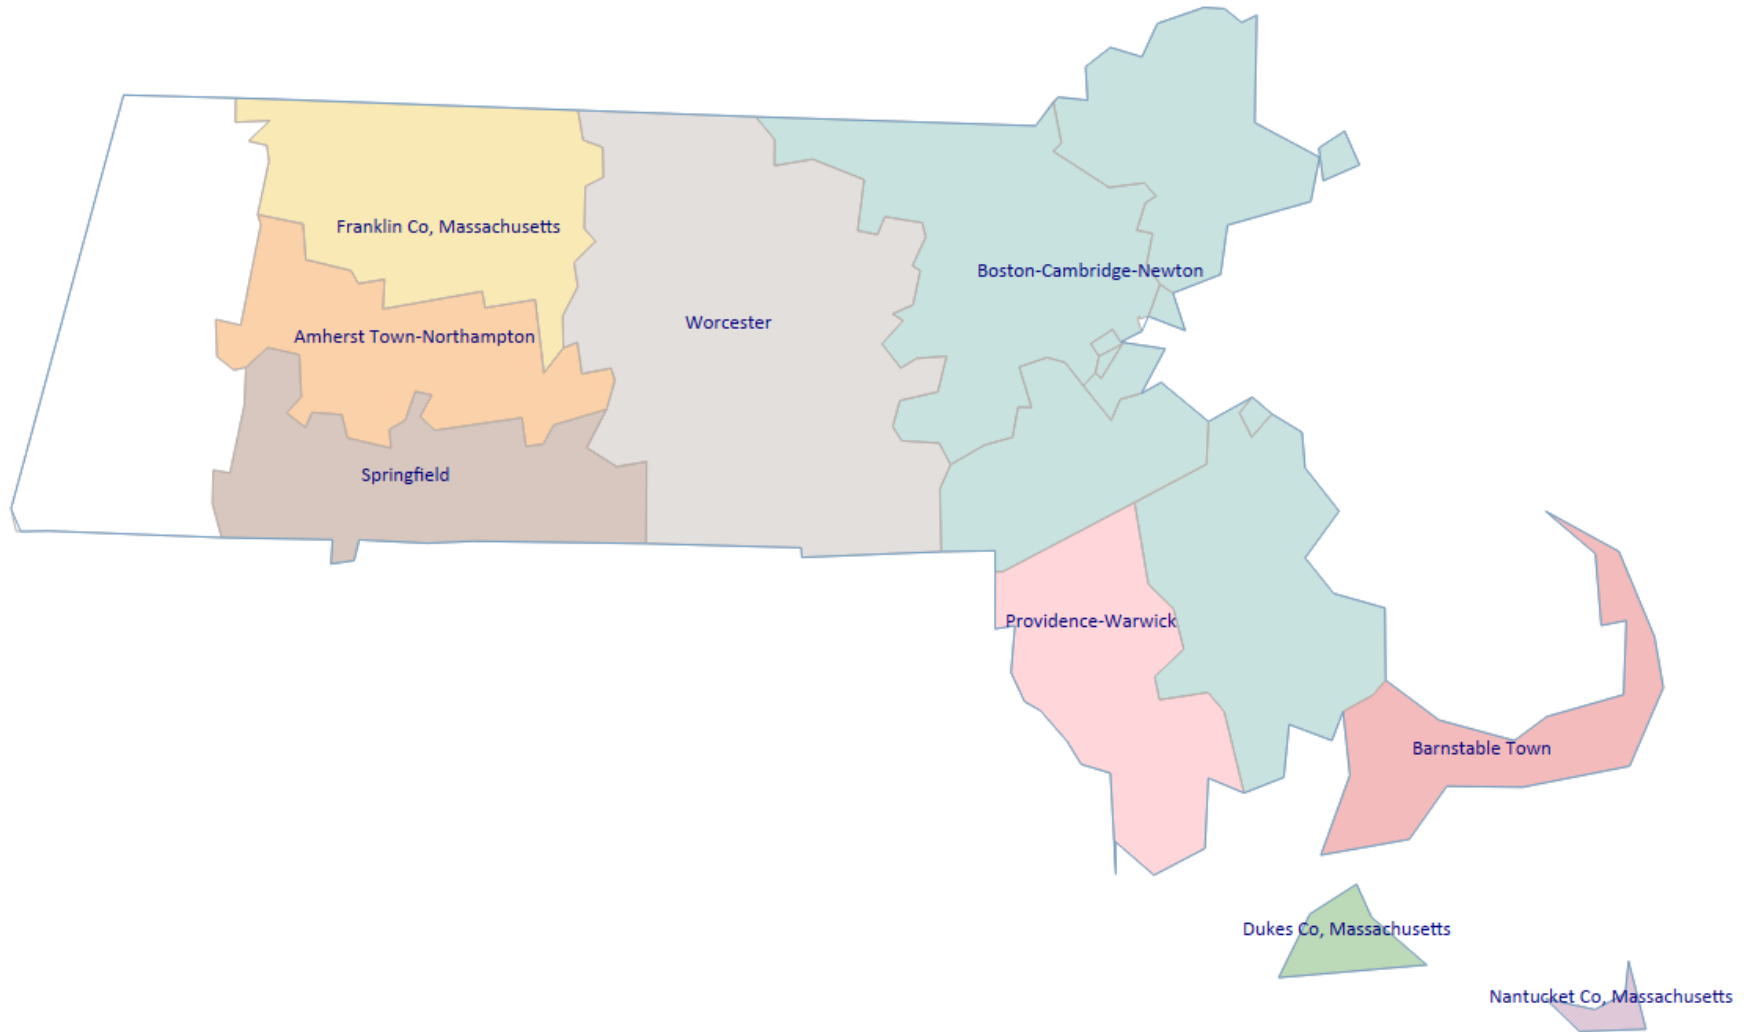 Franklin Co, Massachusetts
Boston-Cambridge-Newton
Worcester
Amherst Town-Northampton
Springfield
Providence-Warwick
Barnstable Town
Dukes Co, Massachusetts
Nantucket Co, Massachusetts